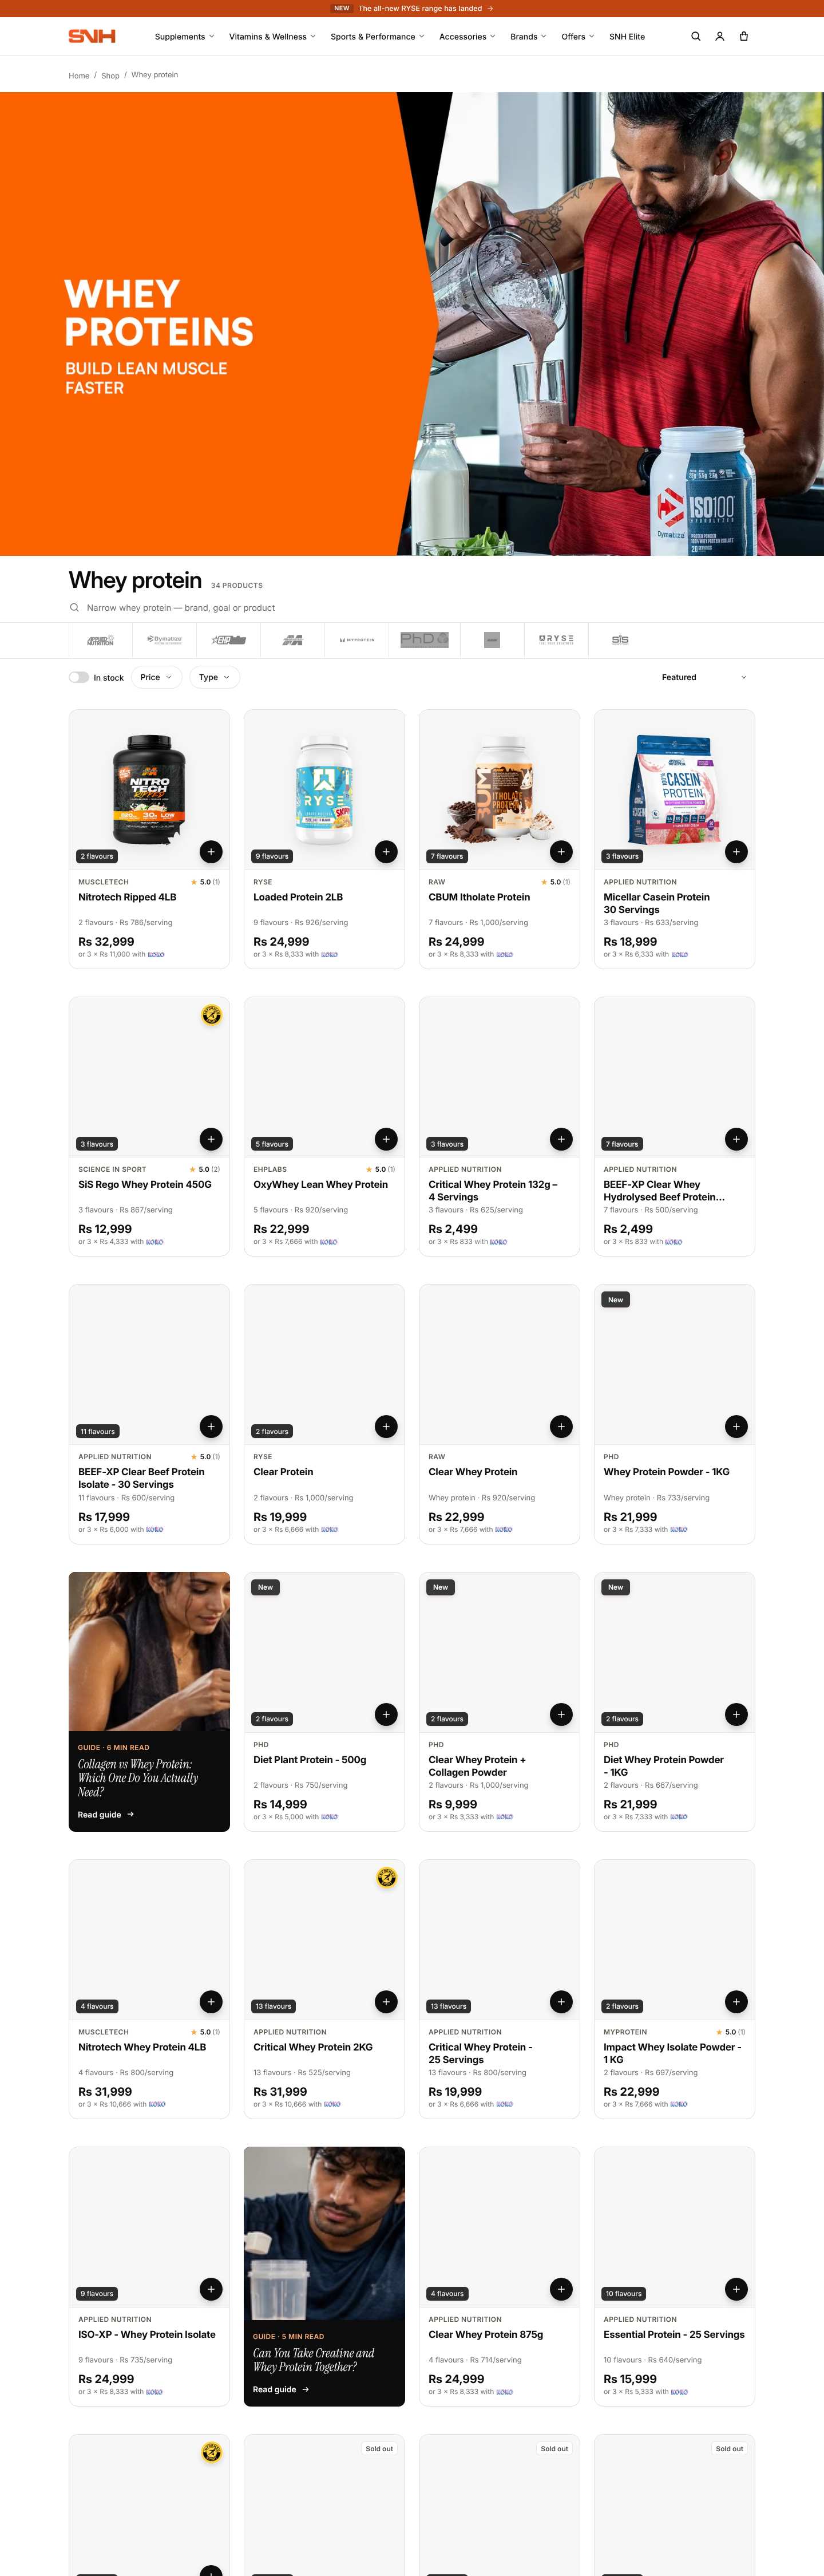 NEW The all-new RYSE range has landed →
SNH
Supplements Vitamins & Wellness Sports & Performance Accessories Brands Offers SNH Elite
Home / Shop / Whey protein
WHEY
PROTEINS
BUILD LEAN MUSCLE
FASTER
ISO100
HYDROLYZED
Dymatize
Whey protein 34 PRODUCTS
Narrow whey protein — brand, goal or product
APPLIED NUTRITION Dymatize MYPROTEIN PhD RYSE SiS
In stock Price Type Featured
NITRO
TECH
RIPPED
RYSE
CASEIN
PROTEIN
2 flavours 9 flavours 7 flavours 3 flavours
MUSCLETECH ★ 5.0 (1)
Nitrotech Ripped 4LB
2 flavours · Rs 786/serving
Rs 32,999
or 3 × Rs 11,000 with KOKO
RYSE
Loaded Protein 2LB
9 flavours · Rs 926/serving
Rs 24,999
or 3 × Rs 8,333 with KOKO
RAW ★ 5.0 (1)
CBUM Itholate Protein
7 flavours · Rs 1,000/serving
Rs 24,999
or 3 × Rs 8,333 with KOKO
APPLIED NUTRITION
Micellar Casein Protein
30 Servings
3 flavours · Rs 633/serving
Rs 18,999
or 3 × Rs 6,333 with KOKO
3 flavours 5 flavours 3 flavours 7 flavours
SCIENCE IN SPORT ★ 5.0 (2)
SiS Rego Whey Protein 450G
3 flavours · Rs 867/serving
Rs 12,999
or 3 × Rs 4,333 with KOKO
EHPLABS ★ 5.0 (1)
OxyWhey Lean Whey Protein
5 flavours · Rs 920/serving
Rs 22,999
or 3 × Rs 7,666 with KOKO
APPLIED NUTRITION
Critical Whey Protein 132g –
4 Servings
3 flavours · Rs 625/serving
Rs 2,499
or 3 × Rs 833 with KOKO
APPLIED NUTRITION
BEEF-XP Clear Whey
Hydrolysed Beef Protein...
7 flavours · Rs 500/serving
Rs 2,499
or 3 × Rs 833 with KOKO
New
11 flavours 2 flavours
APPLIED NUTRITION ★ 5.0 (1)
BEEF-XP Clear Beef Protein
Isolate - 30 Servings
11 flavours · Rs 600/serving
Rs 17,999
or 3 × Rs 6,000 with KOKO
RYSE
Clear Protein
2 flavours · Rs 1,000/serving
Rs 19,999
or 3 × Rs 6,666 with KOKO
RAW
Clear Whey Protein
Whey protein · Rs 920/serving
Rs 22,999
or 3 × Rs 7,666 with KOKO
PHD
Whey Protein Powder - 1KG
Whey protein · Rs 733/serving
Rs 21,999
or 3 × Rs 7,333 with KOKO
GUIDE · 6 MIN READ
Collagen vs Whey Protein:
Which One Do You Actually
Need?
Read guide →
New New New
2 flavours 2 flavours 2 flavours
PHD
Diet Plant Protein - 500g
2 flavours · Rs 750/serving
Rs 14,999
or 3 × Rs 5,000 with KOKO
PHD
Clear Whey Protein +
Collagen Powder
2 flavours · Rs 1,000/serving
Rs 9,999
or 3 × Rs 3,333 with KOKO
PHD
Diet Whey Protein Powder
- 1KG
2 flavours · Rs 667/serving
Rs 21,999
or 3 × Rs 7,333 with KOKO
4 flavours 13 flavours 13 flavours 2 flavours
MUSCLETECH ★ 5.0 (1)
Nitrotech Whey Protein 4LB
4 flavours · Rs 800/serving
Rs 31,999
or 3 × Rs 10,666 with KOKO
APPLIED NUTRITION
Critical Whey Protein 2KG
13 flavours · Rs 525/serving
Rs 31,999
or 3 × Rs 10,666 with KOKO
APPLIED NUTRITION
Critical Whey Protein -
25 Servings
13 flavours · Rs 800/serving
Rs 19,999
or 3 × Rs 6,666 with KOKO
MYPROTEIN ★ 5.0 (1)
Impact Whey Isolate Powder -
1 KG
2 flavours · Rs 697/serving
Rs 22,999
or 3 × Rs 7,666 with KOKO
9 flavours
APPLIED NUTRITION
ISO-XP - Whey Protein Isolate
9 flavours · Rs 735/serving
Rs 24,999
or 3 × Rs 8,333 with KOKO
GUIDE · 5 MIN READ
Can You Take Creatine and
Whey Protein Together?
Read guide →
4 flavours 10 flavours
APPLIED NUTRITION
Clear Whey Protein 875g
4 flavours · Rs 714/serving
Rs 24,999
or 3 × Rs 8,333 with KOKO
APPLIED NUTRITION
Essential Protein - 25 Servings
10 flavours · Rs 640/serving
Rs 15,999
or 3 × Rs 5,333 with KOKO
Sold out Sold out Sold out